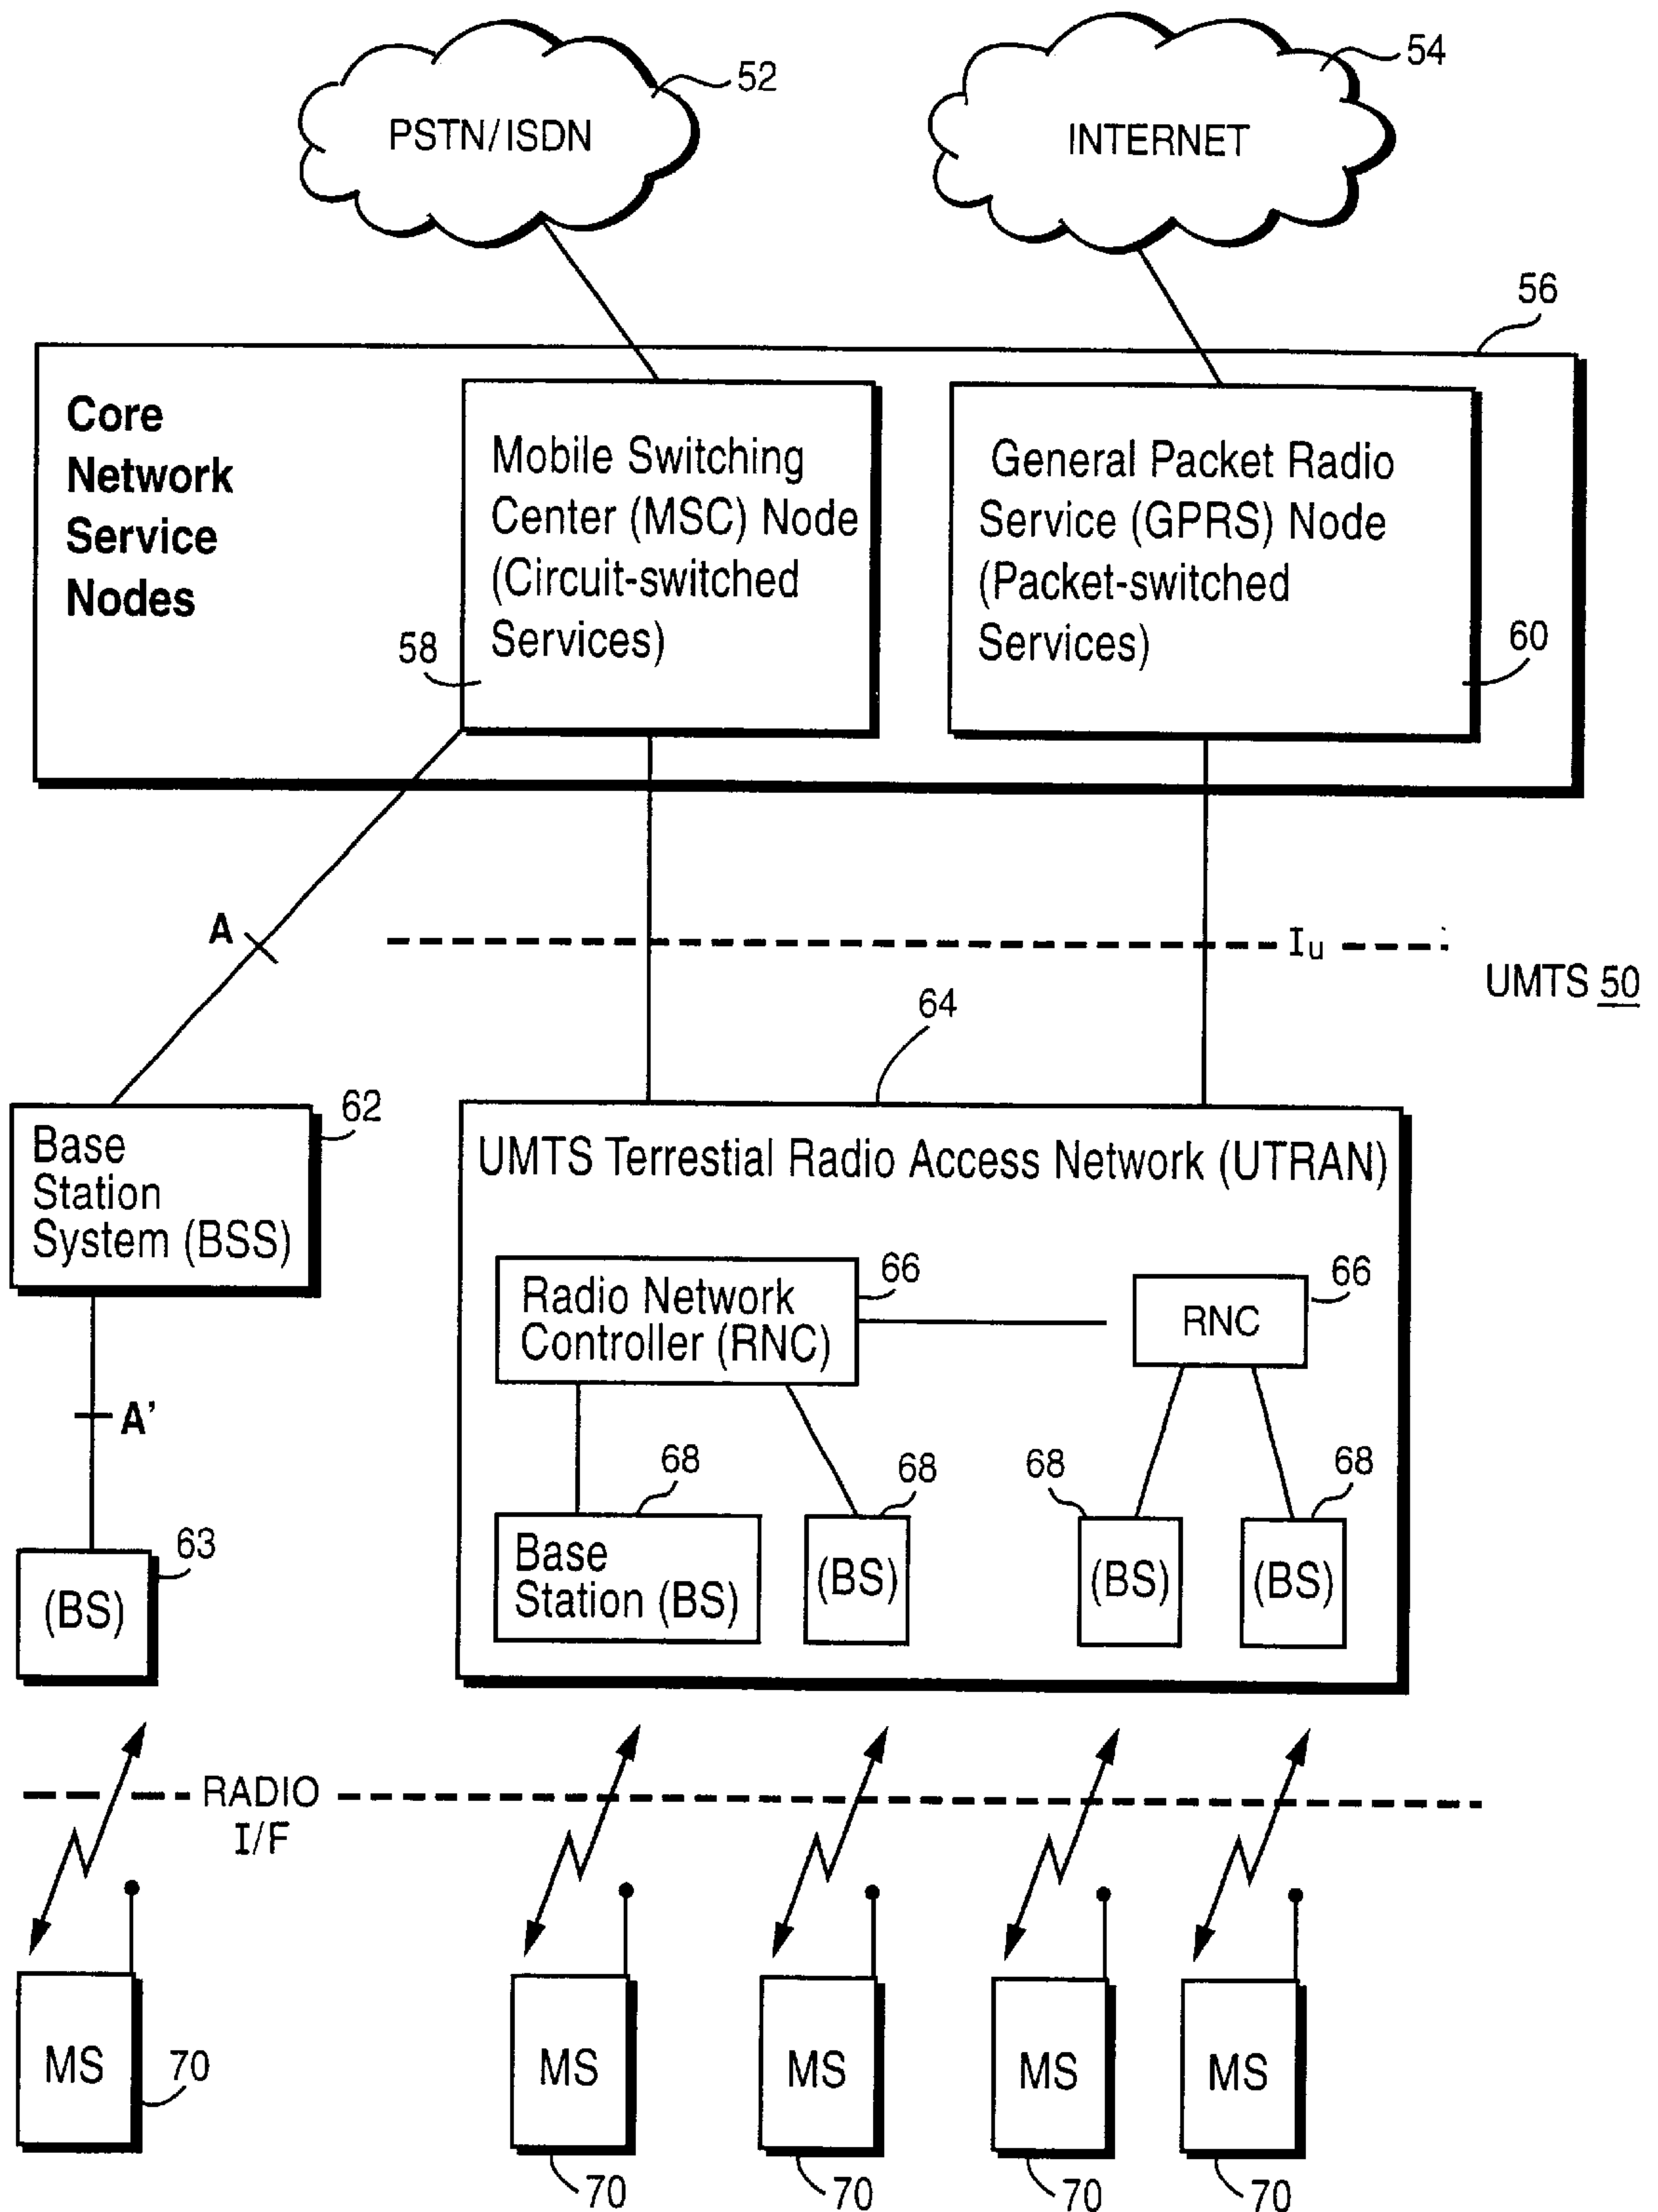 52
54
PSTN/ISDN
INTERNET
56
Core
Network
Service
Nodes
Mobile Switching
Center (MSC) Node
(Circuit-switched
Services)
58
General Packet Radio
Service (GPRS) Node
(Packet-switched
Services)
60
A
Iu
UMTS 50
64
62
Base
Station
System (BSS)
UMTS Terrestial Radio Access Network (UTRAN)
66
Radio Network
Controller (RNC)
66
RNC
A'
68
68
68
68
63
(BS)
Base
Station (BS)
(BS)
(BS)
(BS)
RADIO
I/F
MS
70
MS
70
MS
70
MS
70
MS
70